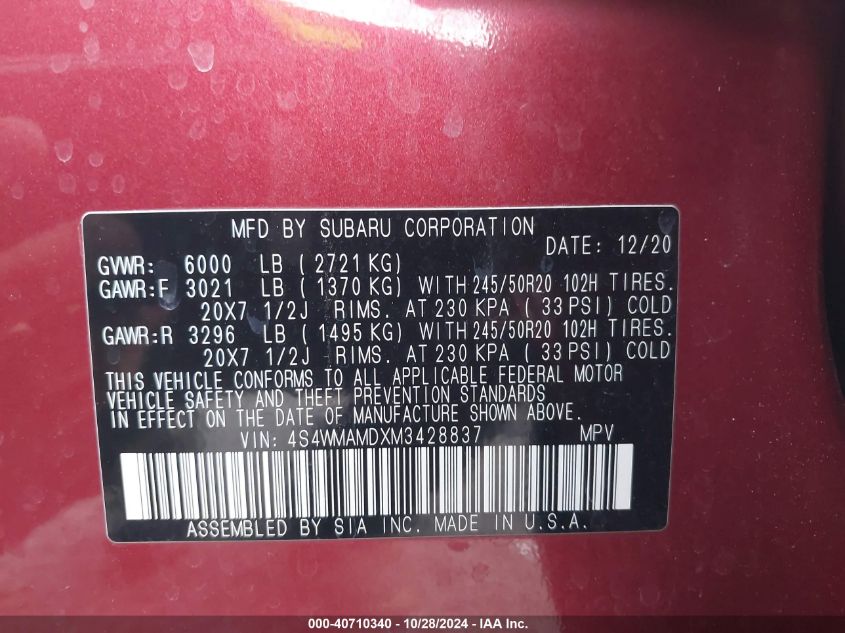 MFD BY SUBARU CORPORATION
DATE: 12/20
GVWR: 6000 LB ( 2721 KG)
GAWR:F 3021 LB ( 1370 KG) WITH 245/50R20 102H TIRES.
20X7 1/2J RIMS. AT 230 KPA ( 33 PSI) COLD
GAWR:R 3296 LB ( 1495 KG) WITH 245/50R20 102H TIRES.
20X7 1/2J RIMS. AT 230 KPA ( 33 PSI) COLD
THIS VEHICLE CONFORMS TO ALL APPLICABLE FEDERAL MOTOR
VEHICLE SAFETY AND THEFT PREVENTION STANDARDS
IN EFFECT ON THE DATE OF MANUFACTURE SHOWN ABOVE.
VIN: 4S4WMAMDXM3428837 MPV
ASSEMBLED BY SIA INC. MADE IN U.S.A.
000-40710340 - 10/28/2024 - IAA Inc.